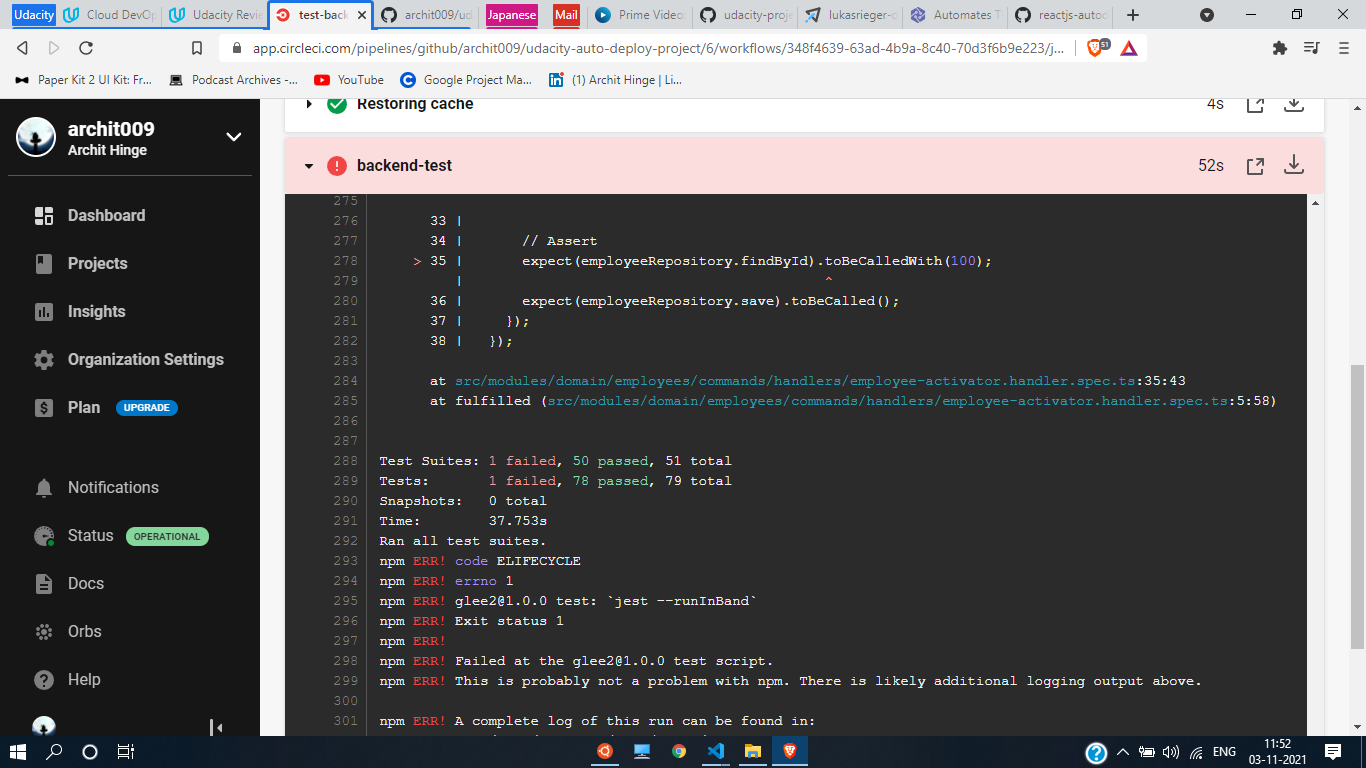 Udacity
Cloud DevOp
Udacity Revie
test-back
archit009/ud
Japanese
Prime Video
Mail
udacity-proje
lukasrieger-o
Automates T
reactjs-autod
app.circleci.com/pipelines/github/archit009/udacity-auto-deploy-project/6/workflows/348f4639-63ad-4b9a-8c40-70d3f6b9e223/j...
51
Paper Kit 2 UI Kit: Fr...
Podcast Archives -...
YouTube
Google Project Ma...
(1) Archit Hinge | Li...
archit009
Archit Hinge
Dashboard
Projects
Insights
Organization Settings
Plan
UPGRADE
Notifications
Status
OPERATIONAL
Docs
Orbs
Help
Restoring cache
4s
backend-test
52s
275
276 33 |
277 34 | // Assert
278 > 35 | expect(employeeRepository.findById).toBeCalledWith(100);
279 | ^
280 36 | expect(employeeRepository.save).toBeCalled();
281 37 | });
282 38 | });
283
284 at src/modules/domain/employees/commands/handlers/employee-activator.handler.spec.ts:35:43
285 at fulfilled (src/modules/domain/employees/commands/handlers/employee-activator.handler.spec.ts:5:58)
286
287
288 Test Suites: 1 failed, 50 passed, 51 total
289 Tests: 1 failed, 78 passed, 79 total
290 Snapshots: 0 total
291 Time: 37.753s
292 Ran all test suites.
293 npm ERR! code ELIFECYCLE
294 npm ERR! errno 1
295 npm ERR! glee2@1.0.0 test: `jest --runInBand`
296 npm ERR! Exit status 1
297 npm ERR!
298 npm ERR! Failed at the glee2@1.0.0 test script.
299 npm ERR! This is probably not a problem with npm. There is likely additional logging output above.
300
301 npm ERR! A complete log of this run can be found in:
ENG
11:52
03-11-2021